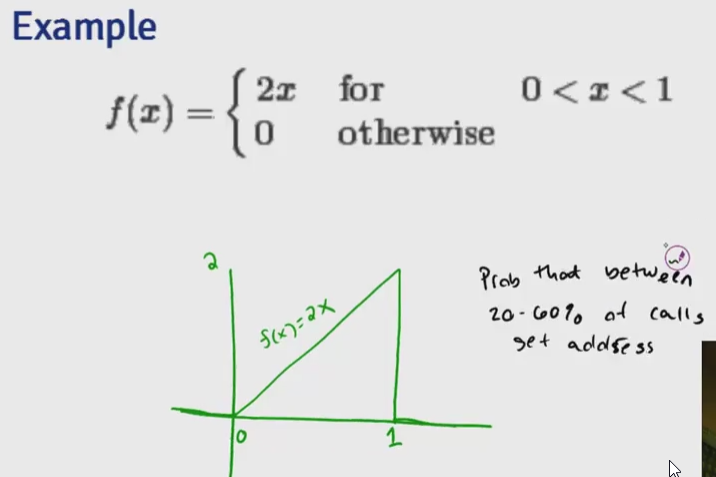 Example
f(x) = { 2x for 0 < x < 1
0 otherwise
2
f(x)=2x
0
1
Prob that between
20-60% of calls
get address